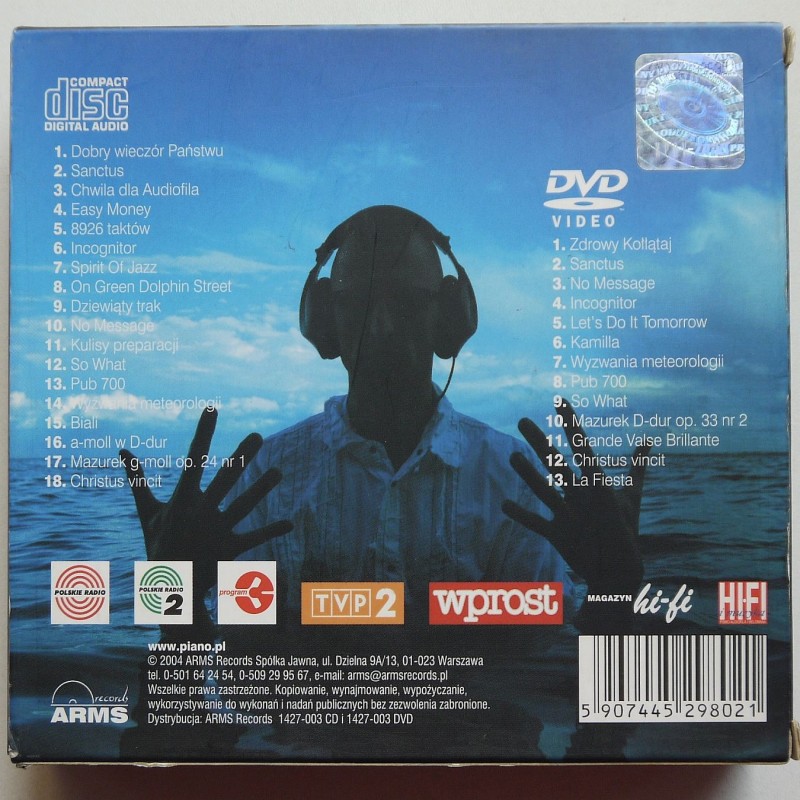 COMPACT
disc
DIGITAL AUDIO
1. Dobry wieczór Państwu
2. Sanctus
3. Chwila dla Audiofila
4. Easy Money
5. 8926 taktów
6. Incognitor
7. Spirit Of Jazz
8. On Green Dolphin Street
9. Dziewiąty trak
10. No Message
11. Kulisy preparacji
12. So What
13. Pub 700
14. Wyzwania meteorologii
15. Biali
16. a-moll w D-dur
17. Mazurek g-moll op. 24 nr 1
18. Christus vincit
DVD
VIDEO
1. Zdrowy Kołłątaj
2. Sanctus
3. No Message
4. Incognitor
5. Let's Do It Tomorrow
6. Kamilla
7. Wyzwania meteorologii
8. Pub 700
9. So What
10. Mazurek D-dur op. 33 nr 2
11. Grande Valse Brillante
12. Christus vincit
13. La Fiesta
POLSKIE RADIO
POLSKIE RADIO 2
program 3
TVP 2
wprost
MAGAZYN hi-fi
HI-FI
i muzyka
www.piano.pl
© 2004 ARMS Records Spółka Jawna, ul. Dzielna 9A/13, 01-023 Warszawa
tel. 0-501 64 24 54, 0-509 29 95 67, e-mail: arms@armsrecords.pl
Wszelkie prawa zastrzeżone. Kopiowanie, wynajmowanie, wypożyczanie,
wykorzystywanie do wykonań i nadań publicznych bez zezwolenia zabronione.
Dystrybucja: ARMS Records 1427-003 CD i 1427-003 DVD
records
ARMS
5 907445 298021